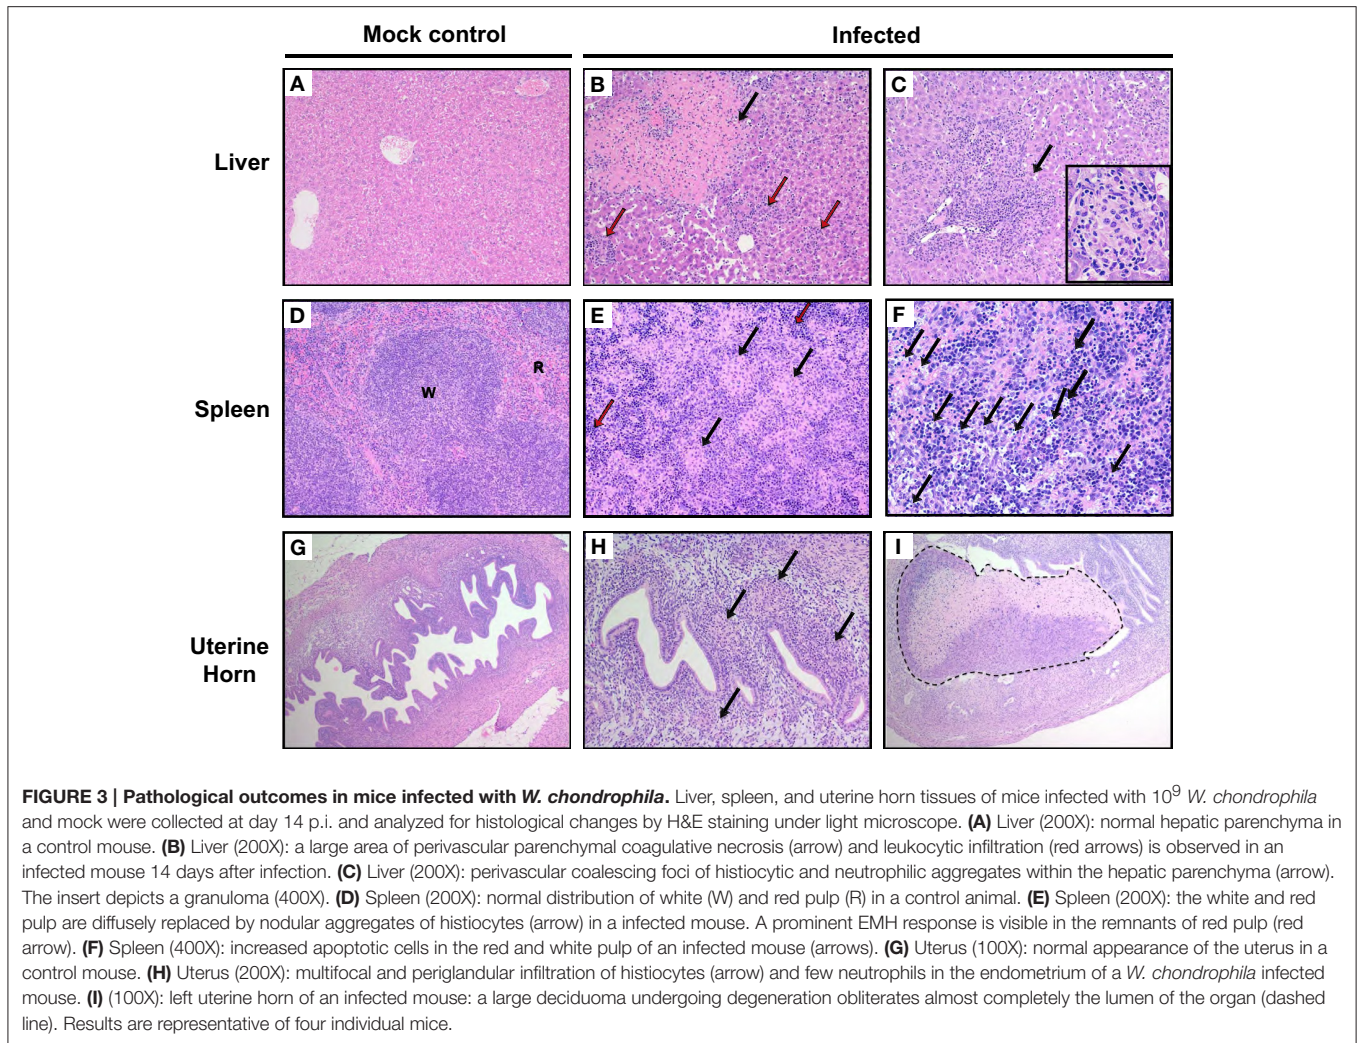 Mock control
Infected
A
B
C
Liver
D
W
R
E
F
Spleen
G
H
I
Uterine
Horn
FIGURE 3 | Pathological outcomes in mice infected with W. chondrophila. Liver, spleen, and uterine horn tissues of mice infected with 10⁹ W. chondrophila
and mock were collected at day 14 p.i. and analyzed for histological changes by H&E staining under light microscope. (A) Liver (200X): normal hepatic parenchyma in
a control mouse. (B) Liver (200X): a large area of perivascular parenchymal coagulative necrosis (arrow) and leukocytic infiltration (red arrows) is observed in an
infected mouse 14 days after infection. (C) Liver (200X): perivascular coalescing foci of histiocytic and neutrophilic aggregates within the hepatic parenchyma (arrow).
The insert depicts a granuloma (400X). (D) Spleen (200X): normal distribution of white (W) and red pulp (R) in a control animal. (E) Spleen (200X): the white and red
pulp are diffusely replaced by nodular aggregates of histiocytes (arrow) in a infected mouse. A prominent EMH response is visible in the remnants of red pulp (red
arrow). (F) Spleen (400X): increased apoptotic cells in the red and white pulp of an infected mouse (arrows). (G) Uterus (100X): normal appearance of the uterus in a
control mouse. (H) Uterus (200X): multifocal and periglandular infiltration of histiocytes (arrow) and few neutrophils in the endometrium of a W. chondrophila infected
mouse. (I) (100X): left uterine horn of an infected mouse: a large deciduoma undergoing degeneration obliterates almost completely the lumen of the organ (dashed
line). Results are representative of four individual mice.